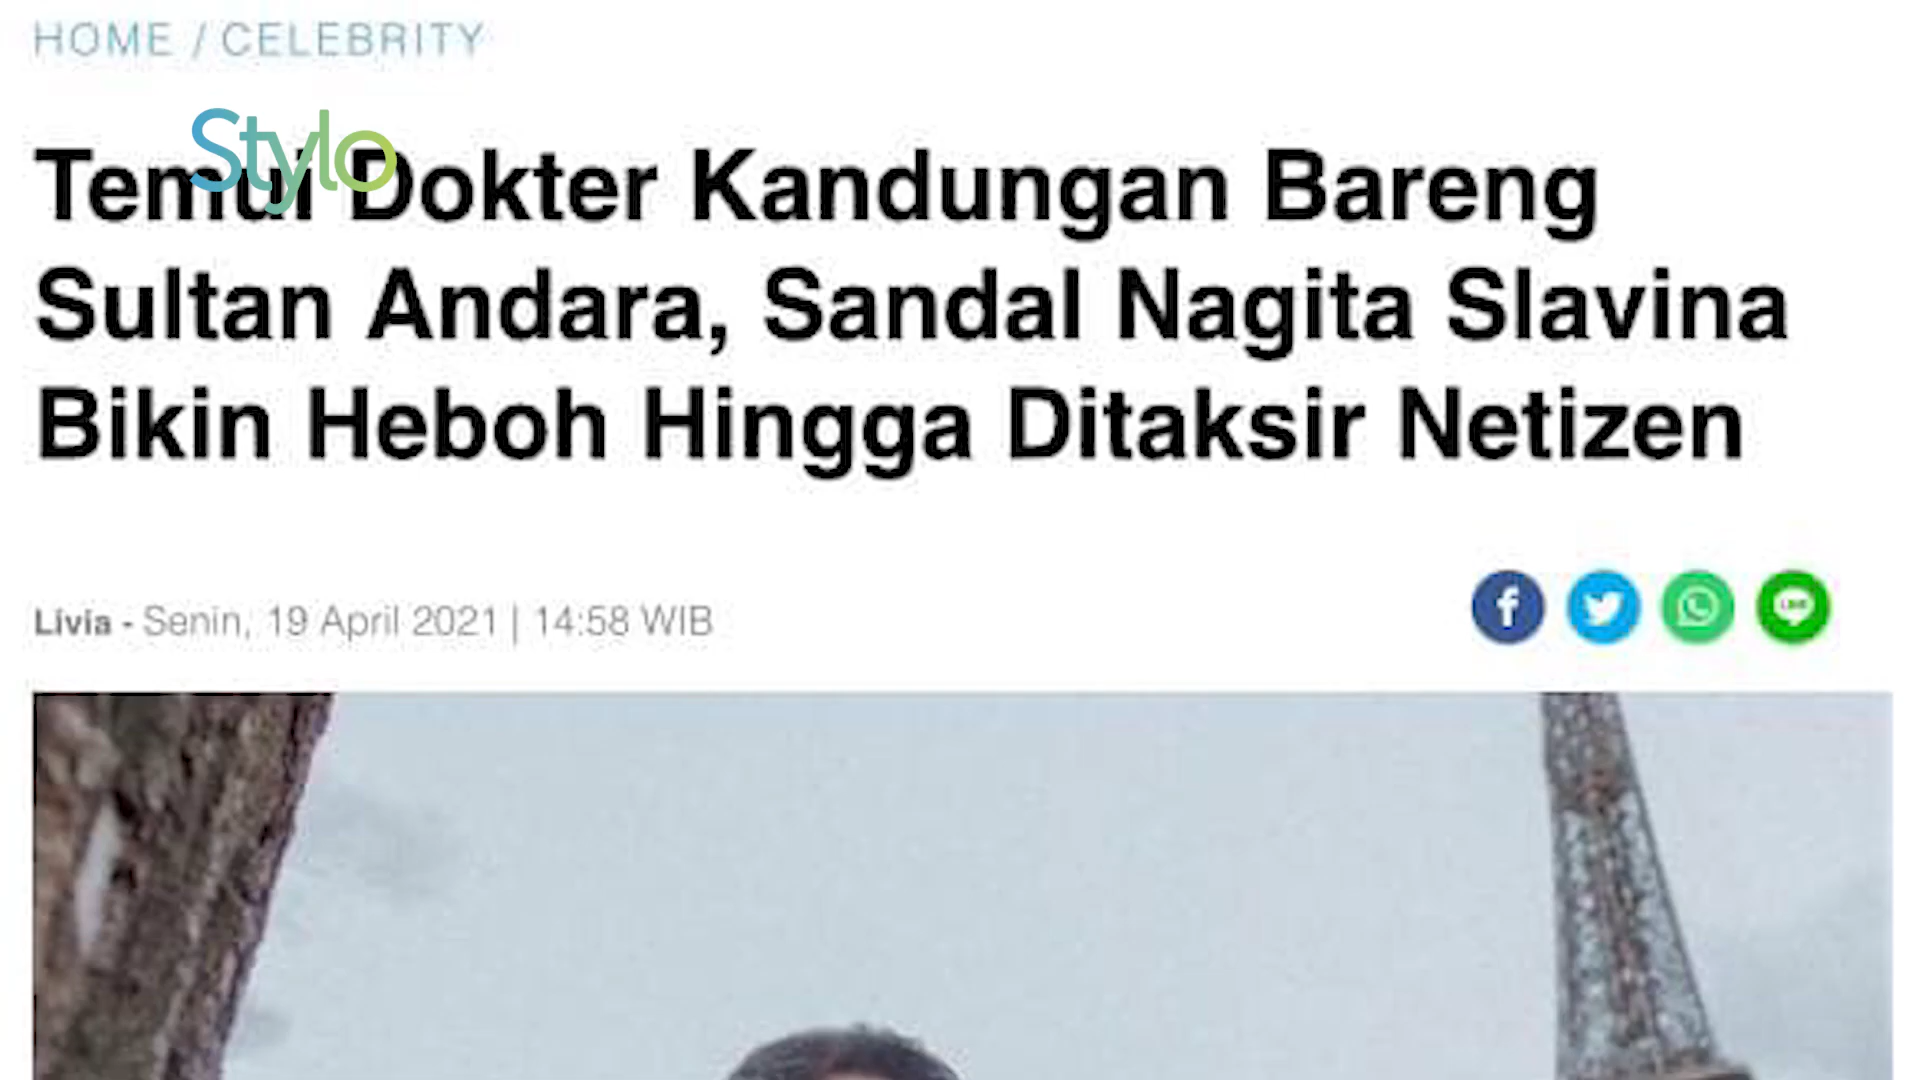 HOME / CELEBRITY
Stylo
Temui Dokter Kandungan Bareng
Sultan Andara, Sandal Nagita Slavina
Bikin Heboh Hingga Ditaksir Netizen
Livia - Senin, 19 April 2021 | 14:58 WIB
LINE